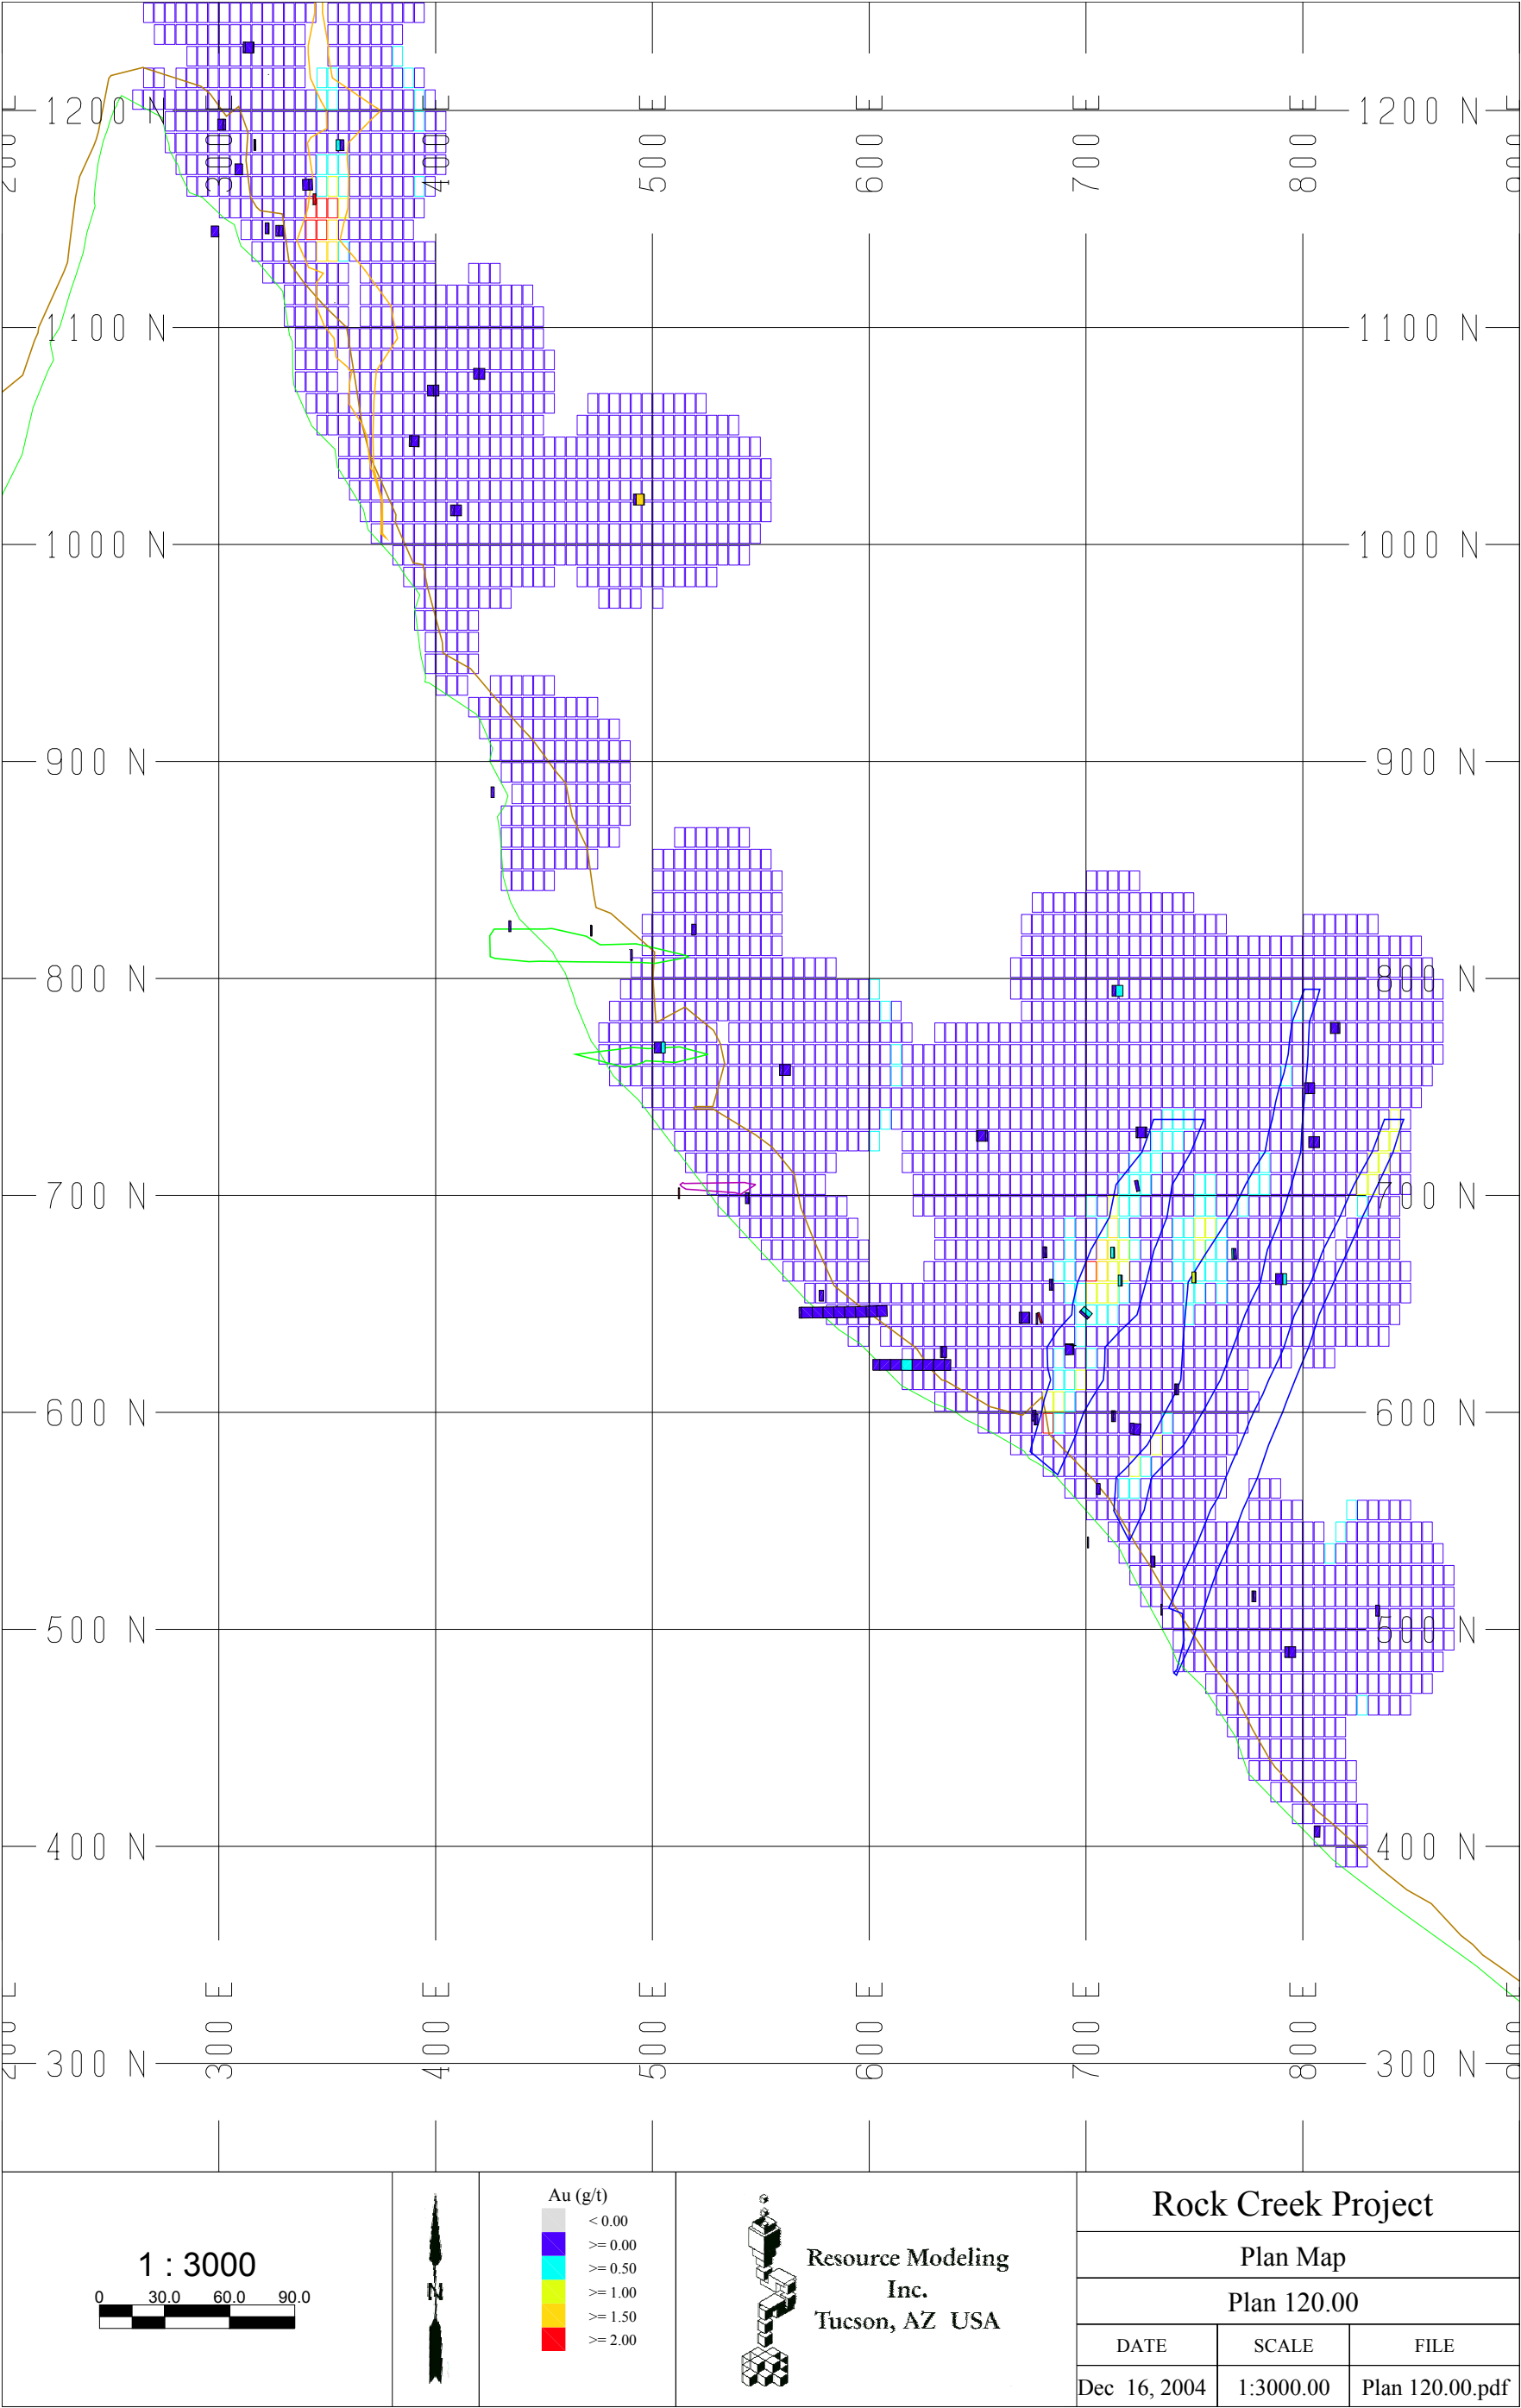 200 E
300 E
400 E
500 E
600 E
700 E
800 E
1200 N
1200 N
1100 N
1100 N
1000 N
1000 N
900 N
900 N
800 N
800 N
700 N
700 N
600 N
600 N
500 N
500 N
400 N
400 N
300 N
300 N
200 E
300 E
400 E
500 E
600 E
700 E
800 E
1 : 3000
0 30.0 60.0 90.0
N
Au (g/t)
< 0.00
>= 0.00
>= 0.50
>= 1.00
>= 1.50
>= 2.00
Resource Modeling
Inc.
Tucson, AZ USA
Rock Creek Project
Plan Map
Plan 120.00
DATE SCALE FILE
Dec 16, 2004 1:3000.00 Plan 120.00.pdf